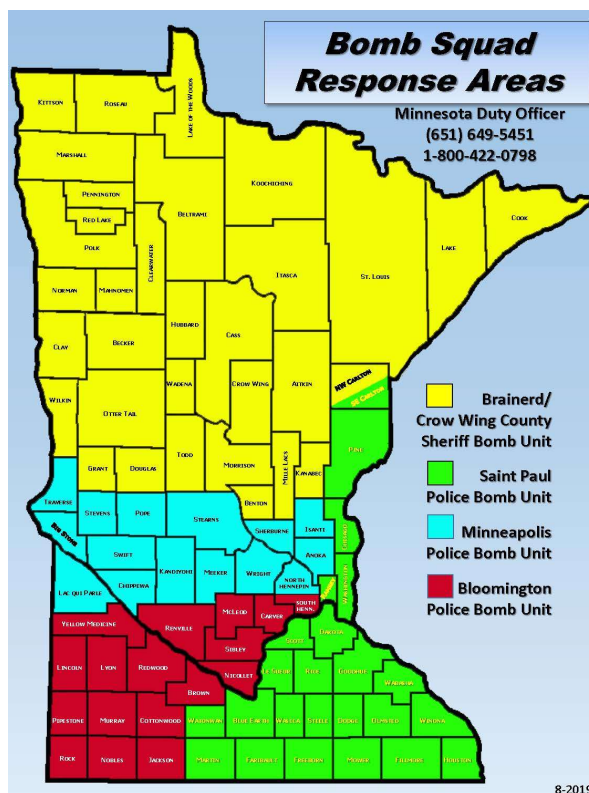 Bomb Squad
Response Areas
Minnesota Duty Officer
(651) 649-5451
1-800-422-0798
KITTSON
ROSEAU
LAKE OF THE WOODS
MARSHALL
KOOCHICHING
PENNINGTON
RED LAKE
BELTRAMI
COOK
LAKE
ST. LOUIS
POLK
CLEARWATER
ITASCA
NORMAN
MAHNOMEN
HUBBARD
CASS
CLAY
BECKER
WADENA
CROW WING
AITKIN
NW CARLTON
SE CARLTON
WILKIN
OTTER TAIL
PINE
TODD
MORRISON
MILLE LACS
KANABEC
GRANT
DOUGLAS
BENTON
TRAVERSE
STEVENS
POPE
STEARNS
SHERBURNE
ISANTI
CHISAGO
BIG STONE
SWIFT
KANDIYOHI
MEEKER
WRIGHT
ANOKA
NORTH
HENNEPIN
RAMSEY
WASHINGTON
LAC QUI PARLE
CHIPPEWA
YELLOW MEDICINE
RENVILLE
MCLEOD
CARVER
SOUTH
HENN.
SCOTT
DAKOTA
SIBLEY
LINCOLN
LYON
REDWOOD
NICOLLET
LE SUEUR
RICE
GOODHUE
WABASHA
BROWN
PIPESTONE
MURRAY
COTTONWOOD
WATONWAN
BLUE EARTH
WASECA
STEELE
DODGE
OLMSTED
WINONA
ROCK
NOBLES
JACKSON
MARTIN
FARIBAULT
FREEBORN
MOWER
FILLMORE
HOUSTON
Brainerd/
Crow Wing County
Sheriff Bomb Unit
Saint Paul
Police Bomb Unit
Minneapolis
Police Bomb Unit
Bloomington
Police Bomb Unit
8-2019